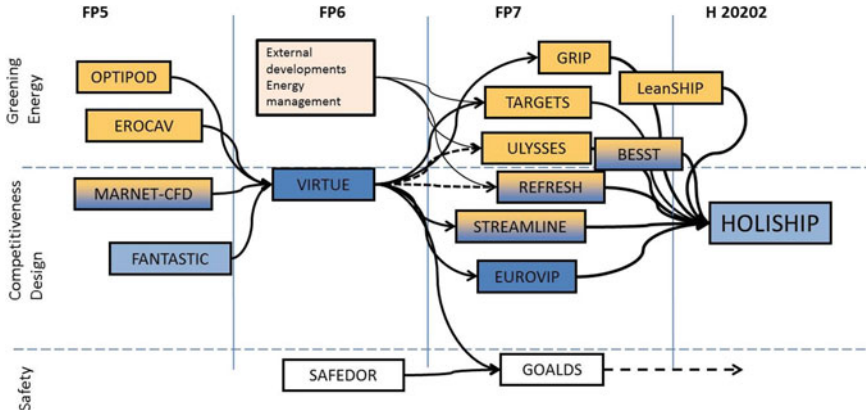 FP5
FP6
FP7
H 20202
Greening
Energy
Competitiveness
Design
Safety
OPTIPOD
EROCAV
MARNET-CFD
FANTASTIC
External
developments
Energy
management
VIRTUE
SAFEDOR
GRIP
TARGETS
ULYSSES
REFRESH
STREAMLINE
EUROVIP
GOALDS
LeanSHIP
BESST
HOLISHIP